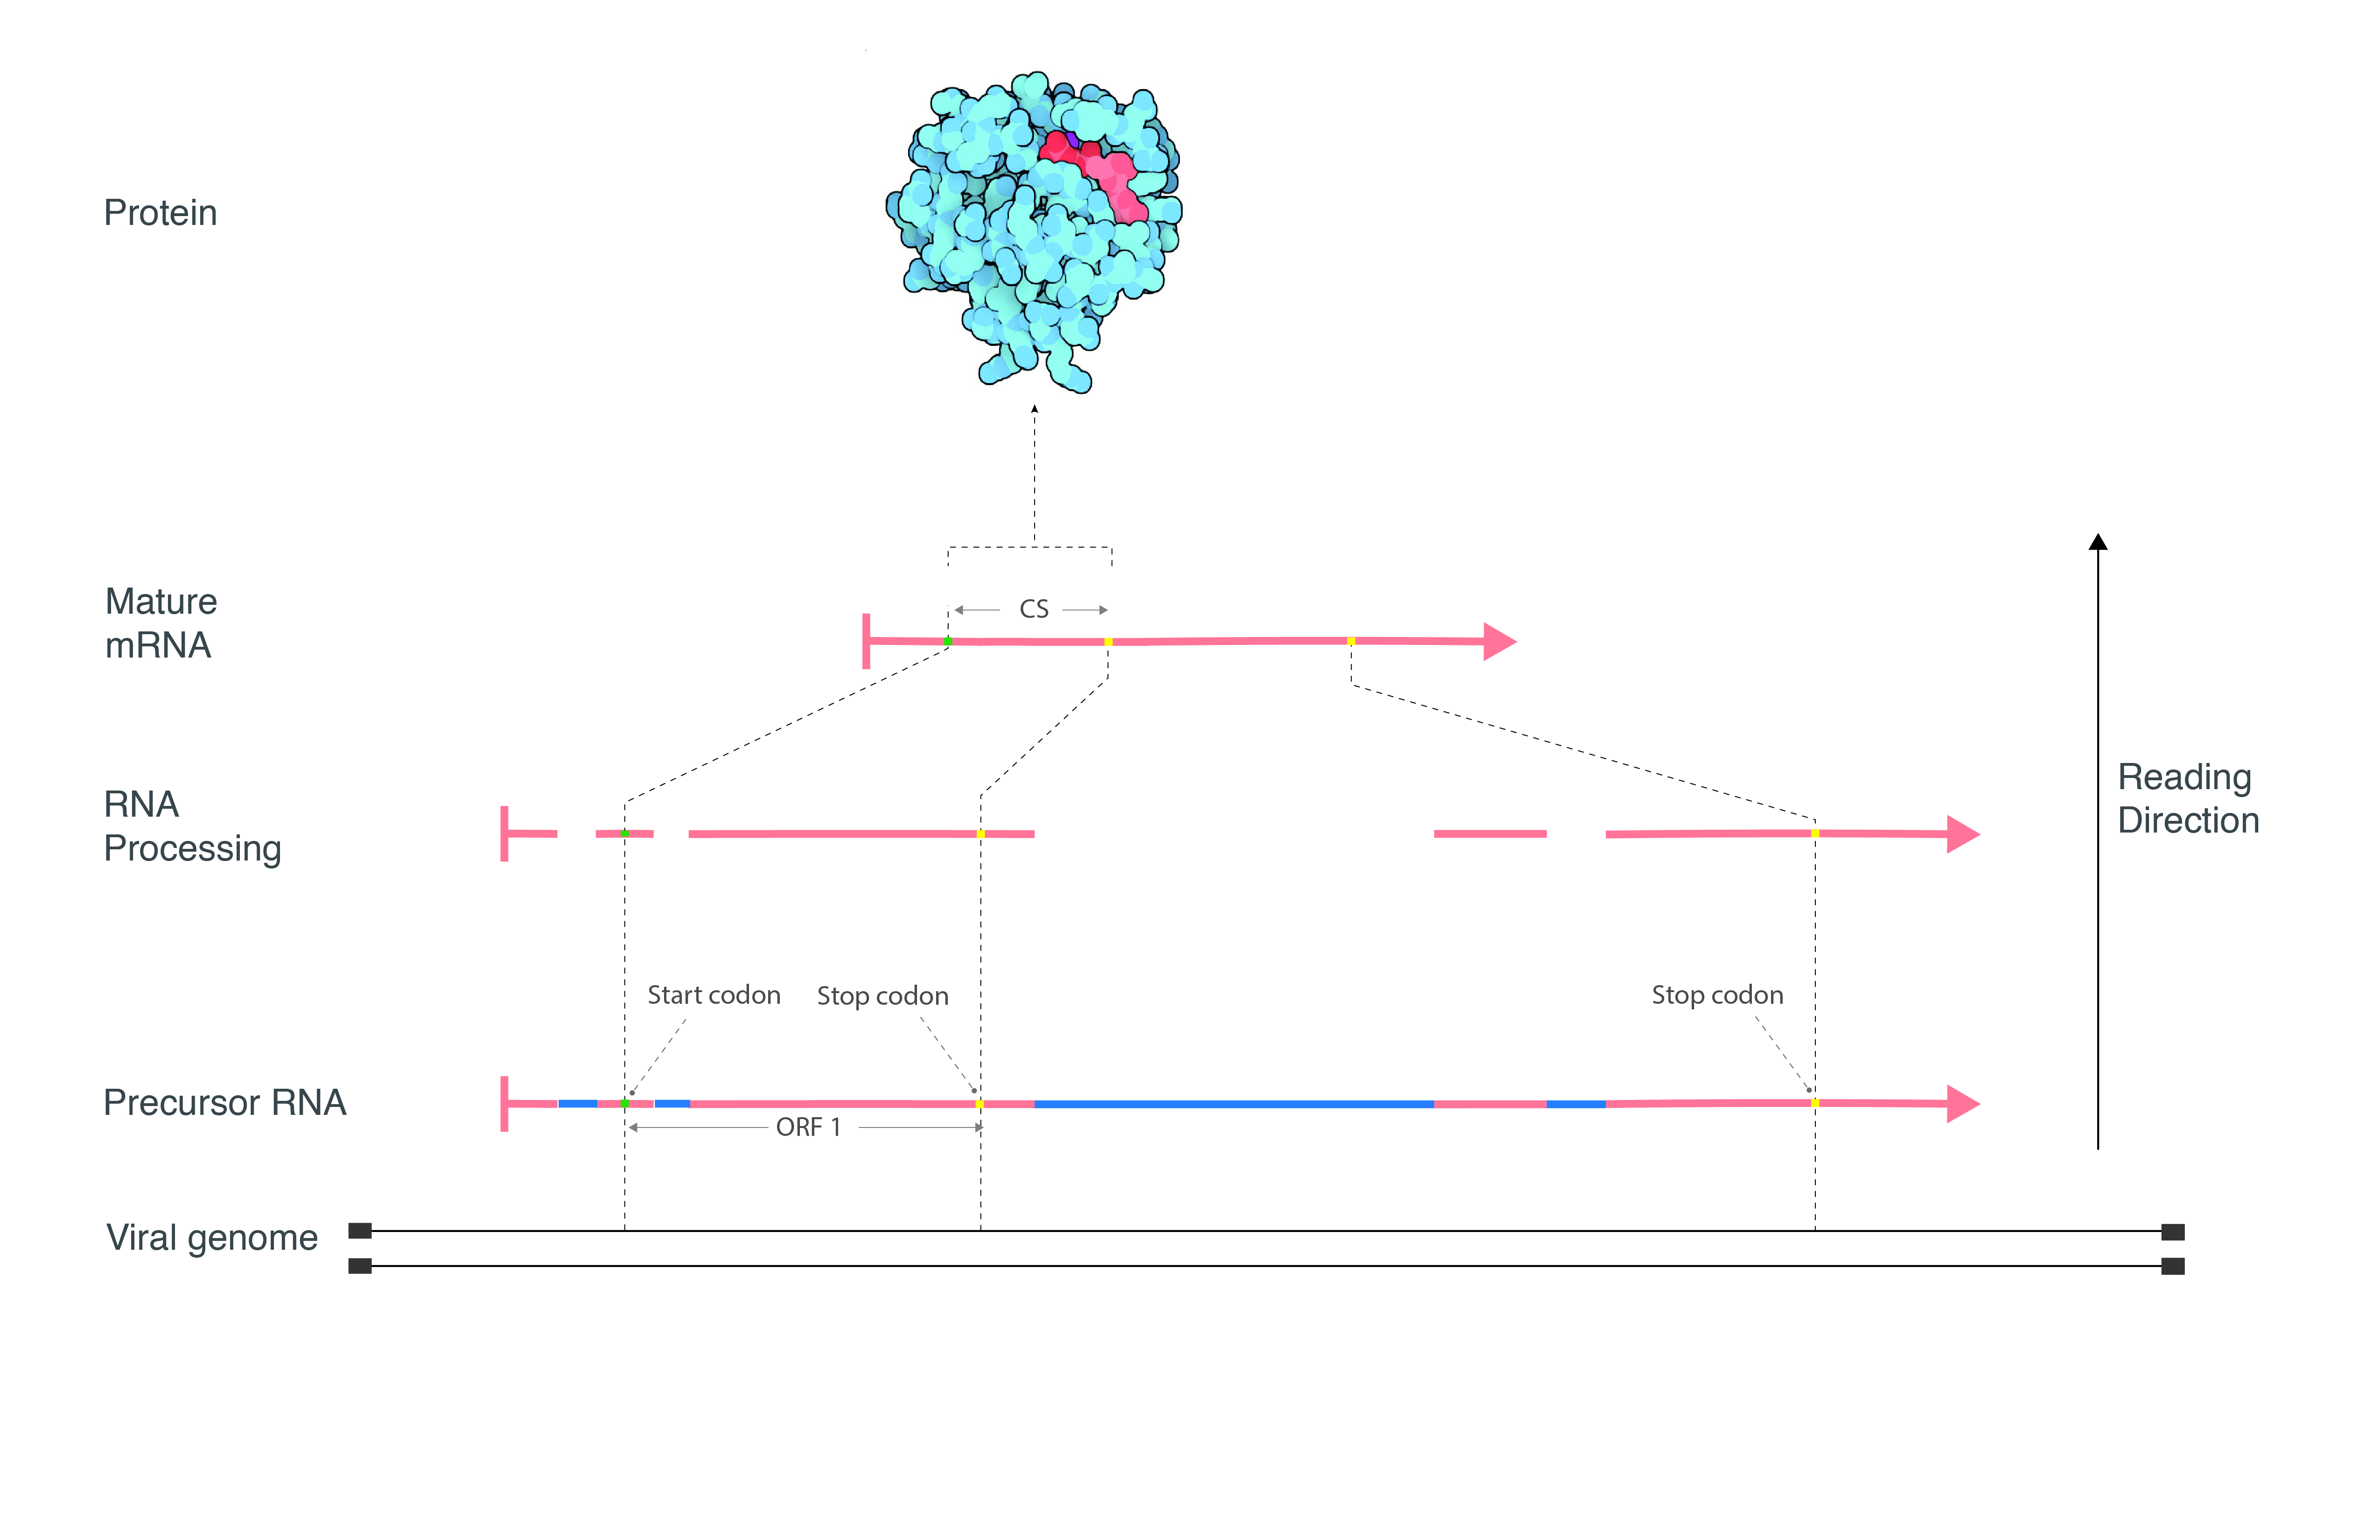 Protein
Mature
mRNA
CS
RNA
Processing
Reading
Direction
Start codon
Stop codon
Stop codon
Precursor RNA
ORF 1
Viral genome